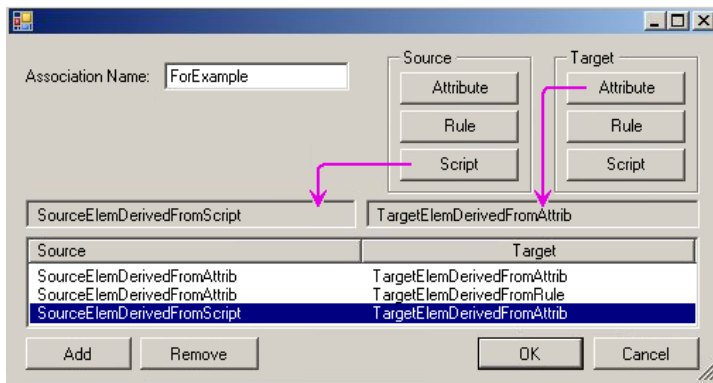 Source Target
Association Name: ForExample
Attribute Attribute
Rule Rule
Script Script
SourceElemDerivedFromScript TargetElemDerivedFromAttrib
Source Target
SourceElemDerivedFromAttrib TargetElemDerivedFromAttrib
SourceElemDerivedFromAttrib TargetElemDerivedFromRule
SourceElemDerivedFromScript TargetElemDerivedFromAttrib
Add Remove OK Cancel